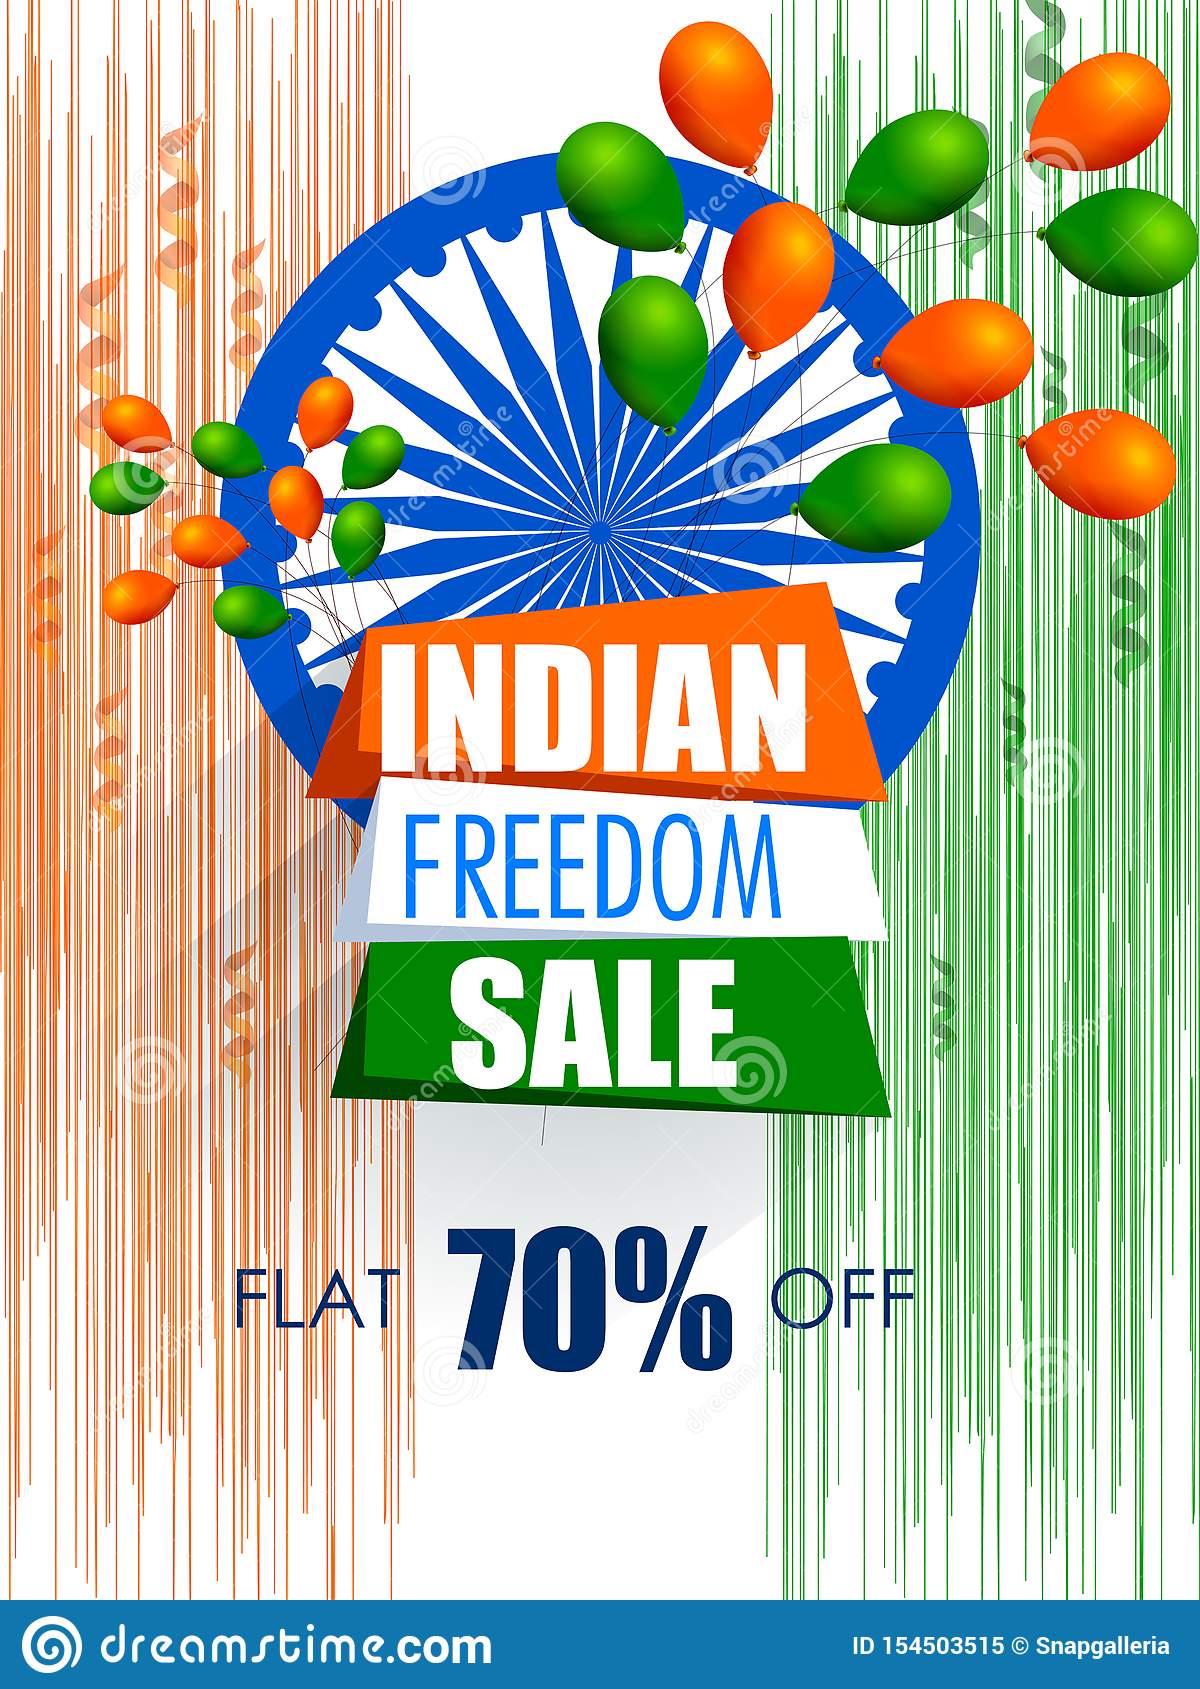 INDIAN
FREEDOM
SALE
FLAT 70% OFF
dreamstime.com
ID 154503515 © Snapgalleria